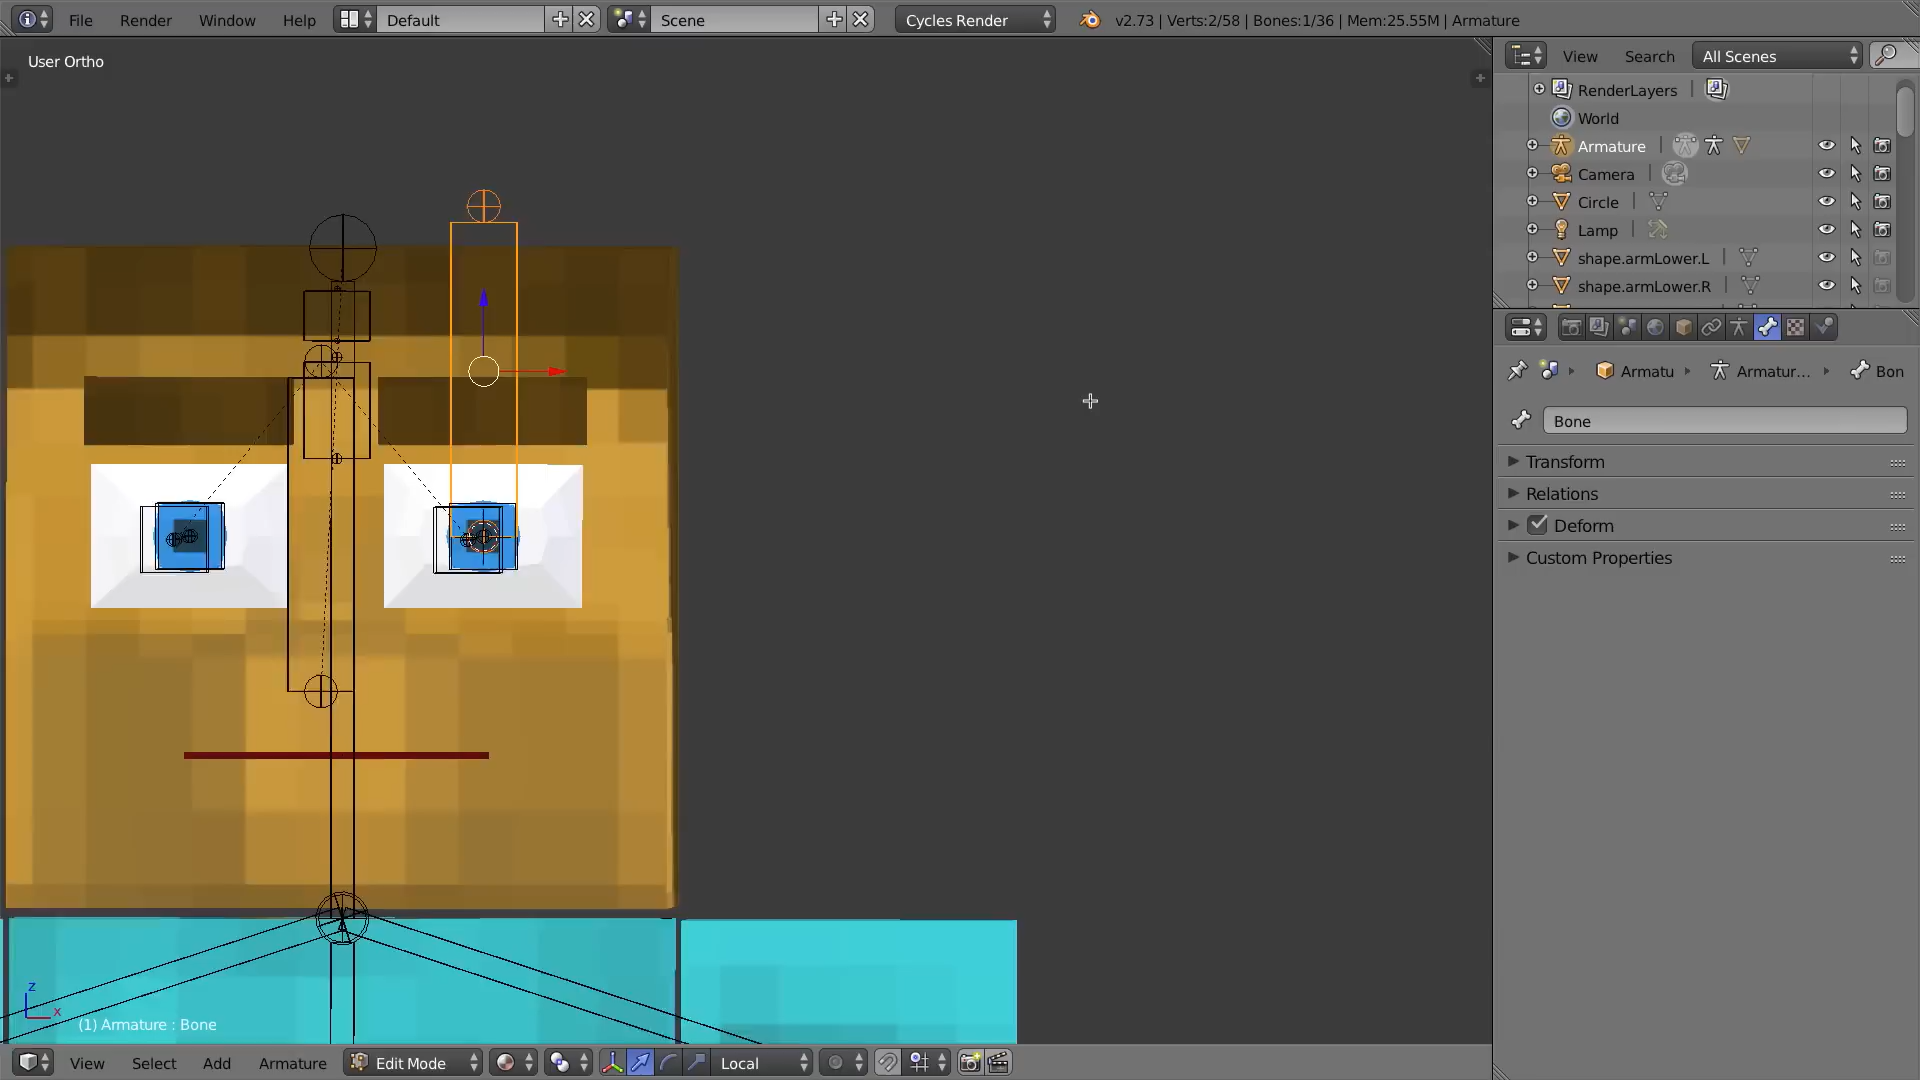 File Render Window Help Default Scene Cycles Render v2.73 | Verts:2/58 | Bones:1/36 | Mem:25.55M | Armature
User Ortho
View Search All Scenes
RenderLayers
World
Armature
Camera
Circle
Lamp
shape.armLower.L
shape.armLower.R
Armatu Armatur... Bon
Bone
Transform
Relations
Deform
Custom Properties
z
x
(1) Armature : Bone
View Select Add Armature Edit Mode Local